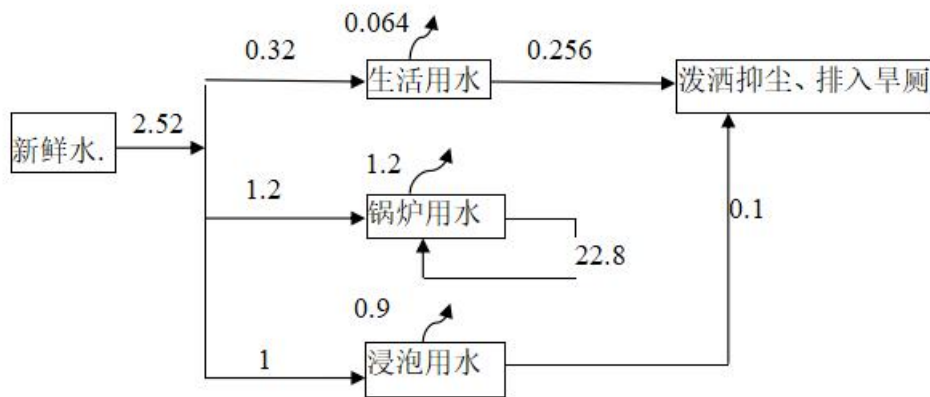 0.064
0.32
0.256
生活用水
泼洒抑尘、排入旱厕
2.52
新鲜水.
1.2
1.2
锅炉用水
0.1
22.8
0.9
1
浸泡用水